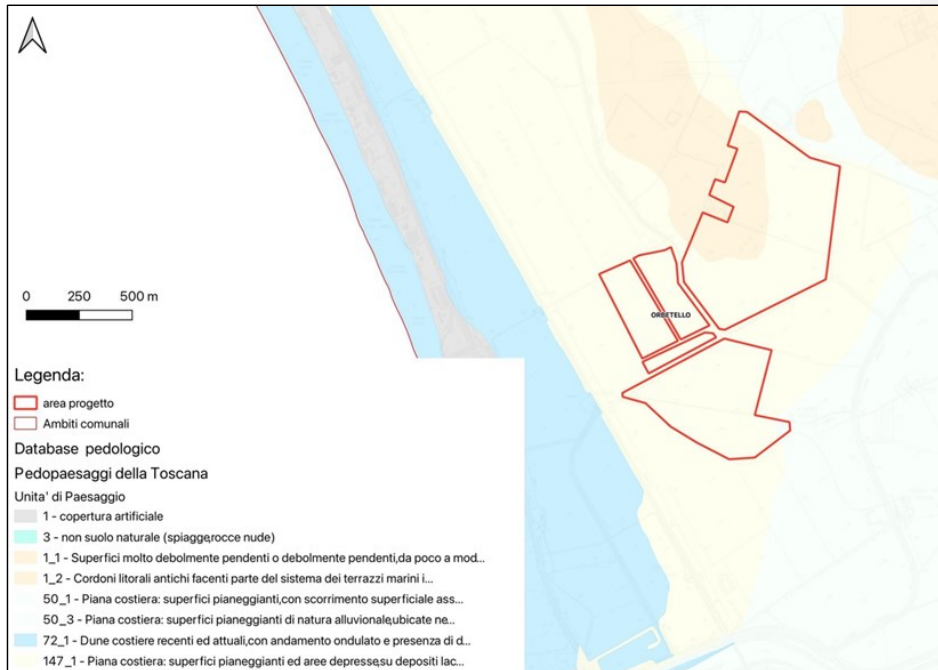 ORBETELLO
0 250 500 m
Legenda:
area progetto
Ambiti comunali
Database pedologico
Pedopaesaggi della Toscana
Unita' di Paesaggio
1 - copertura artificiale
3 - non suolo naturale (spiagge,rocce nude)
1_1 - Superfici molto debolmente pendenti o debolmente pendenti,da poco a mod...
1_2 - Cordoni litorali antichi facenti parte del sistema dei terrazzi marini i...
50_1 - Piana costiera: superfici pianeggianti,con scorrimento superficiale ass...
50_3 - Piana costiera: superfici pianeggianti di natura alluvionale,ubicate ne...
72_1 - Dune costiere recenti ed attuali,con andamento ondulato e presenza di d...
147_1 - Piana costiera: superfici pianeggianti ed aree depresse,su depositi lac...